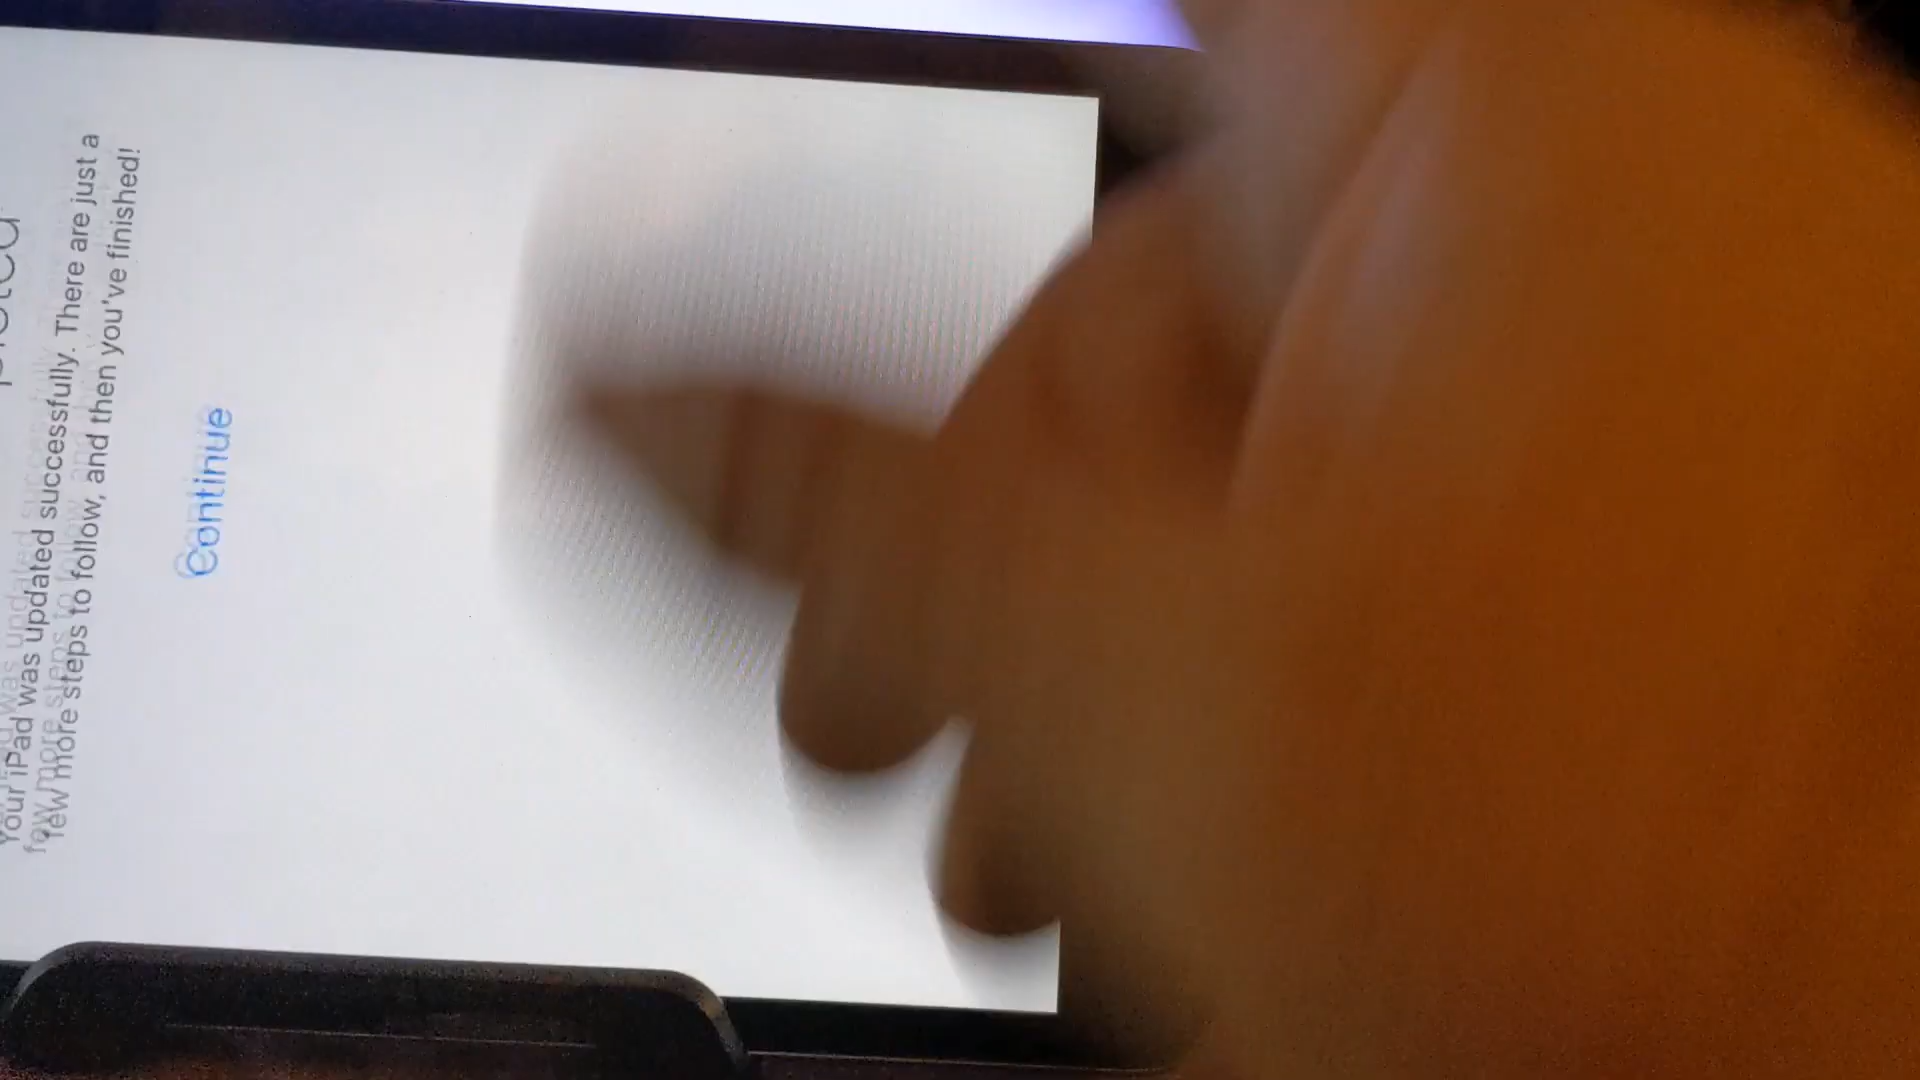 Your iPad was updated successfully. There are just a
few more steps to follow, and then you've finished!
Continue